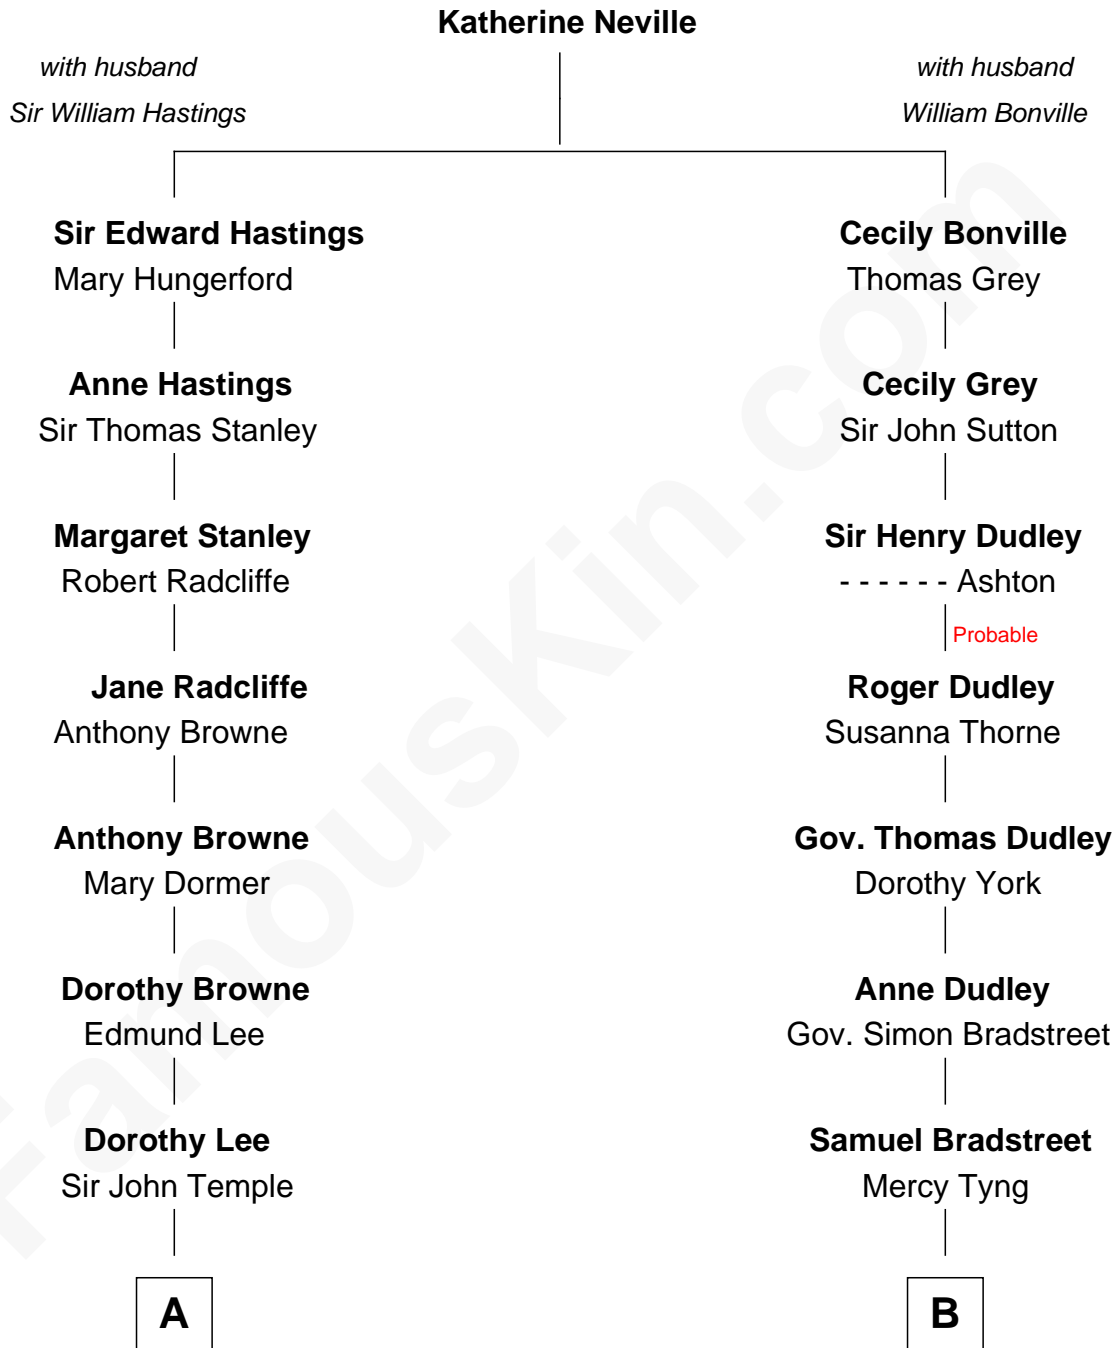 Katherine Neville
with husband
Sir William Hastings
with husband
William Bonville
Sir Edward Hastings
Mary Hungerford
Cecily Bonville
Thomas Grey
Anne Hastings
Sir Thomas Stanley
Cecily Grey
Sir John Sutton
Margaret Stanley
Robert Radcliffe
Sir Henry Dudley
- - - - - - Ashton
Probable
Jane Radcliffe
Anthony Browne
Roger Dudley
Susanna Thorne
Anthony Browne
Mary Dormer
Gov. Thomas Dudley
Dorothy York
Dorothy Browne
Edmund Lee
Anne Dudley
Gov. Simon Bradstreet
Dorothy Lee
Sir John Temple
Samuel Bradstreet
Mercy Tyng
A
B
FamousKin.com